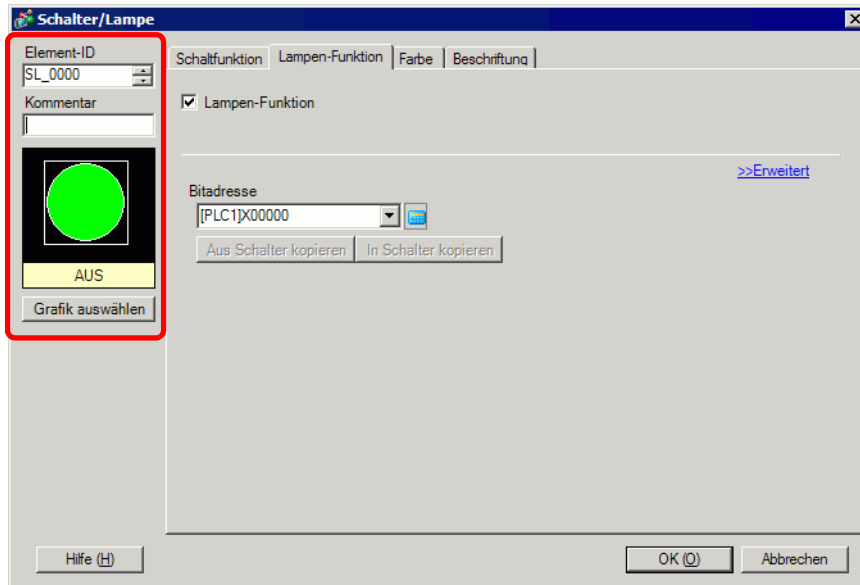 Schalter/Lampe
Element-ID
SL_0000
Kommentar
AUS
Grafik auswählen
Schaltfunktion Lampen-Funktion Farbe Beschriftung
Lampen-Funktion
>>Erweitert
Bitadresse
[PLC1]X00000
Aus Schalter kopieren In Schalter kopieren
Hilfe (H) OK (O) Abbrechen